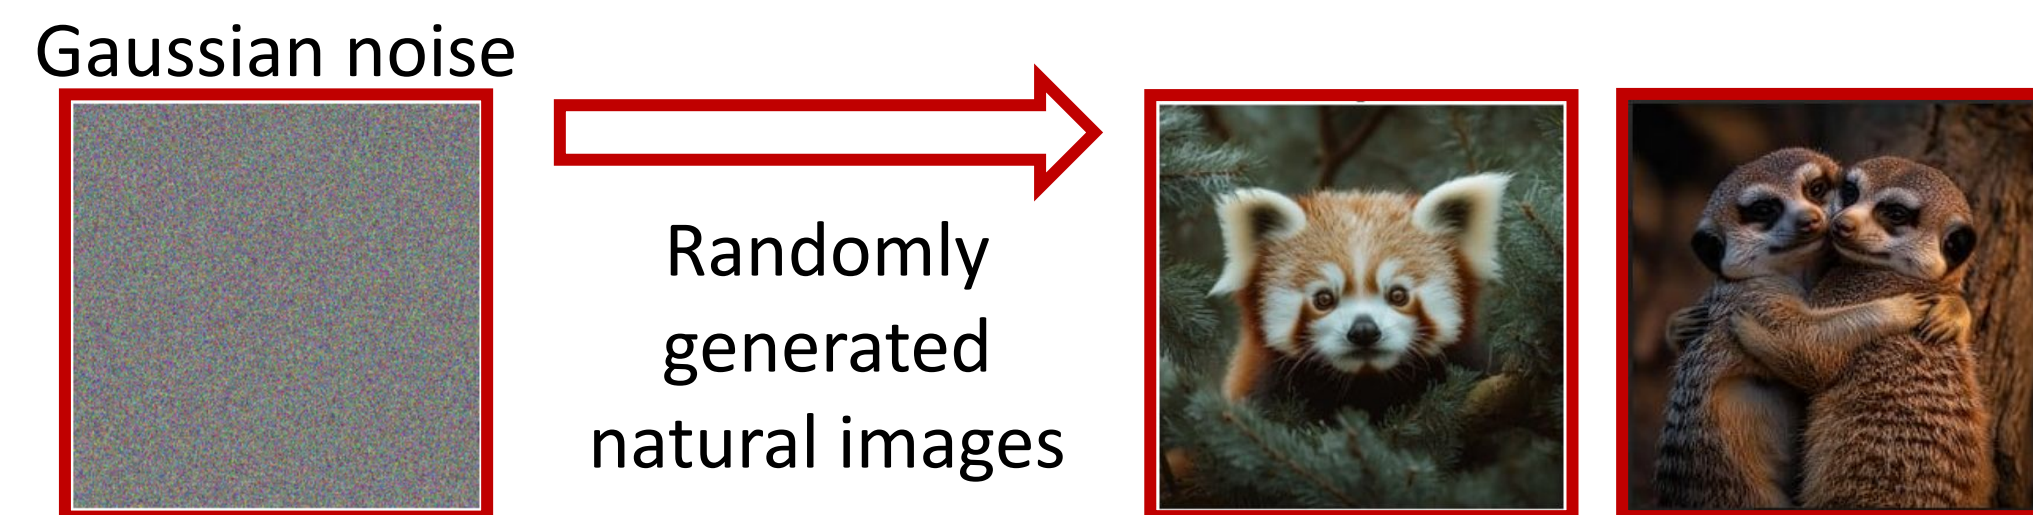 Gaussian noise
Randomly
generated
natural images